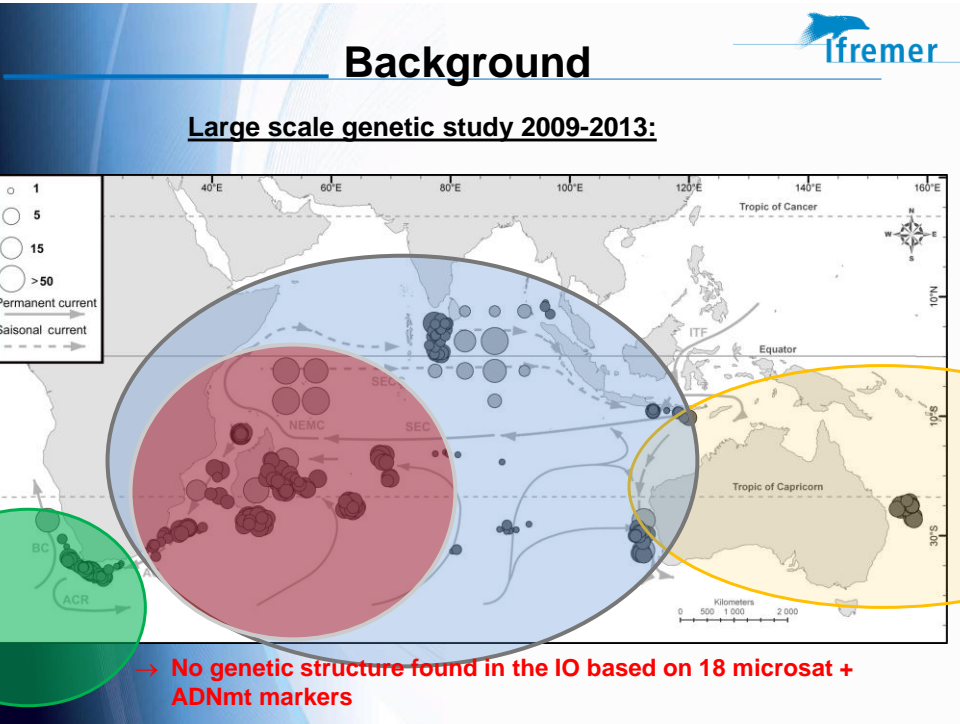 Background
Ifremer
Large scale genetic study 2009-2013:
40°E 60°E 80°E 100°E 120°E 140°E 160°E
1
5
15
>50
Permanent current
Saisonal current
Tropic of Cancer
N
W E
S
10°N
ITF
Equator
SEC
10°S
NEMC SEC
Tropic of Capricorn
30°S
BC
ACR
Kilometers
0 500 1 000 2 000
→ No genetic structure found in the IO based on 18 microsat +
ADNmt markers